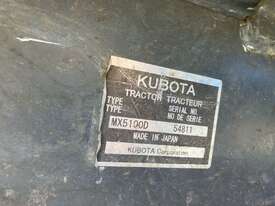 KUBOTA
TRACTOR TRACTEUR
TYPE SERIAL NO
TYPE NO DE SERIE
MX5100D 54811
MADE IN JAPAN
KUBOTA Corporation